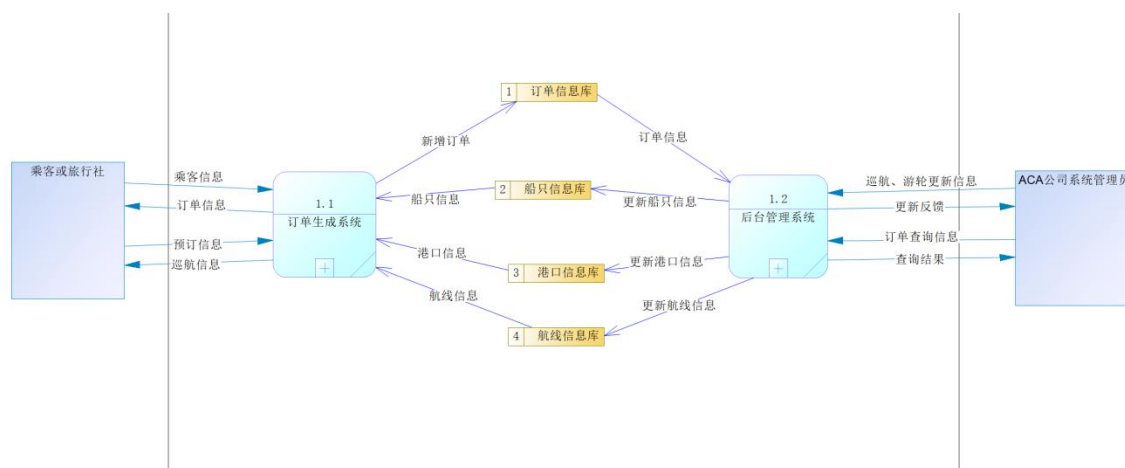 1 订单信息库
新增订单
订单信息
乘客或旅行社
乘客信息
订单信息
预订信息
巡航信息
1.1
订单生成系统
船只信息
2 船只信息库
更新船只信息
港口信息
3 港口信息库
更新港口信息
航线信息
4 航线信息库
更新航线信息
1.2
后台管理系统
巡航、游轮更新信息
更新反馈
订单查询信息
查询结果
ACA公司系统管理员